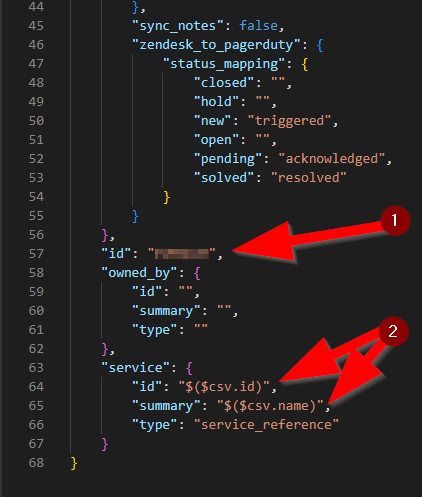 44 },
45 "sync_notes": false,
46 "zendesk_to_pagerduty": {
47 "status_mapping": {
48 "closed": "",
49 "hold": "",
50 "new": "triggered",
51 "open": "",
52 "pending": "acknowledged",
53 "solved": "resolved"
54 }
55 }
56 },
57 "id": "", 1
58 "owned_by": {
59 "id": "",
60 "summary": "",
61 "type": ""
62 },
63 "service": { 2
64 "id": "$($csv.id)",
65 "summary": "$($csv.name)",
66 "type": "service_reference"
67 }
68 }